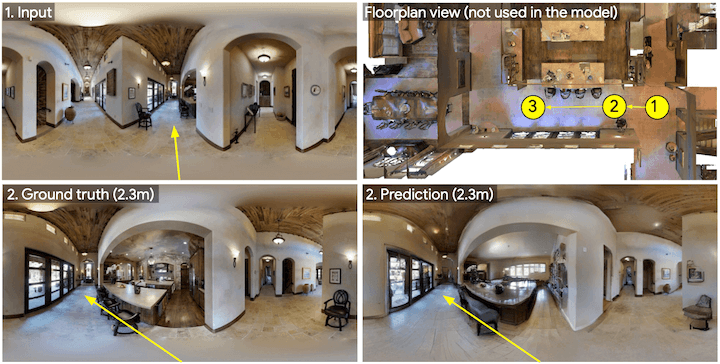 1. Input
Floorplan view (not used in the model)
3
2
1
2. Ground truth (2.3m)
2. Prediction (2.3m)